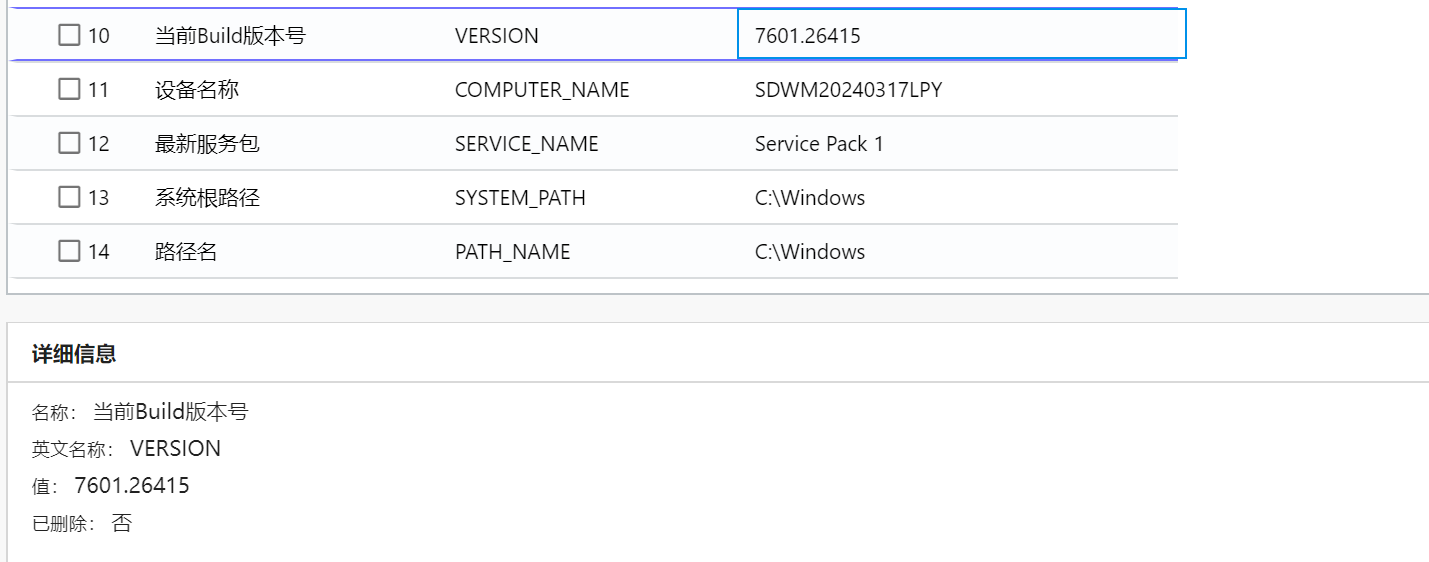 10 当前Build版本号 VERSION 7601.26415
11 设备名称 COMPUTER_NAME SDWM20240317LPY
12 最新服务包 SERVICE_NAME Service Pack 1
13 系统根路径 SYSTEM_PATH C:\Windows
14 路径名 PATH_NAME C:\Windows
详细信息
名称： 当前Build版本号
英文名称： VERSION
值： 7601.26415
已删除： 否